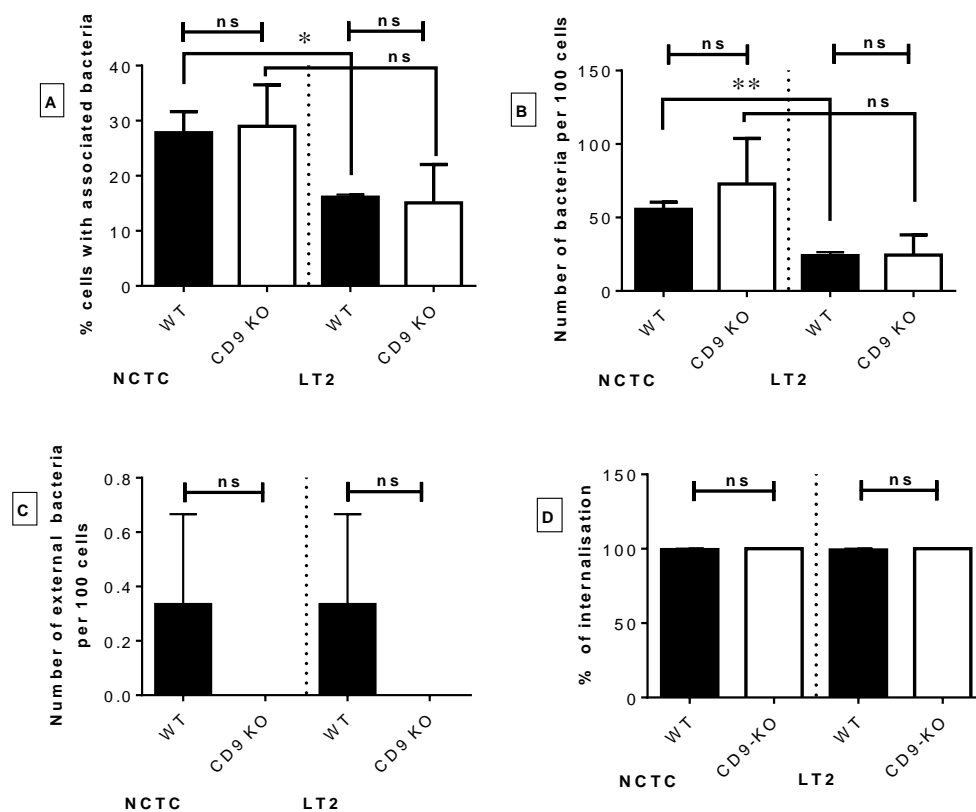 A
% cells with associated bacteria
ns
ns
*
ns
40
30
20
10
0
WT
CD9 KO
WT
CD9 KO
NCTC
LT2
B
Number of bacteria per 100 cells
ns
ns
**
ns
150
100
50
0
WT
CD9 KO
WT
CD9 KO
NCTC
LT2
C
Number of external bacteria
per 100 cells
ns
ns
0.8
0.6
0.4
0.2
0.0
WT
CD9 KO
WT
CD9 KO
NCTC
LT2
D
% of internalisation
ns
ns
150
100
50
0
WT
CD9-KO
WT
CD9-KO
NCTC
LT2